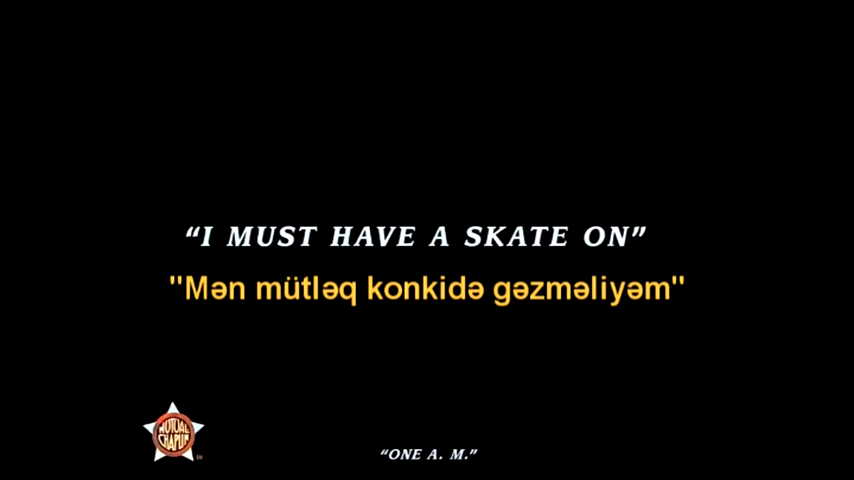 “I MUST HAVE A SKATE ON”
"Mən mütləq konkidə gəzməliyəm"
MUTUAL
CHAPLIN
“ONE A. M.”